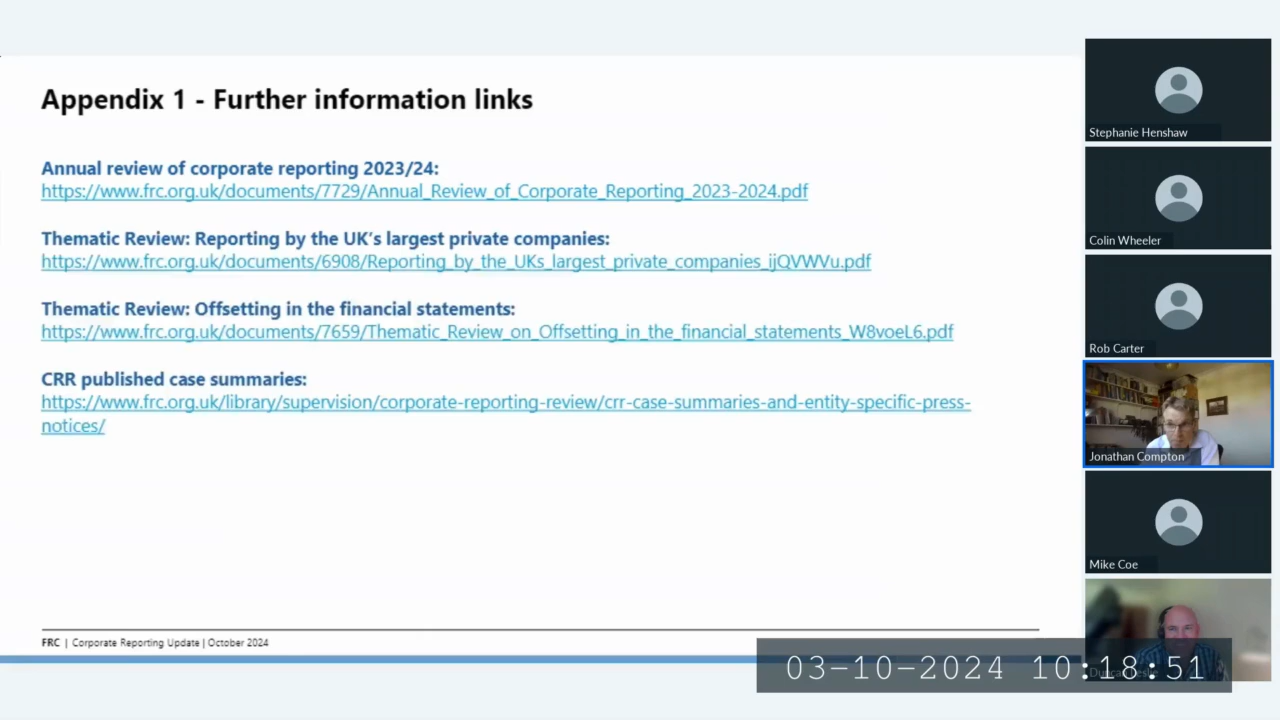 Appendix 1 - Further information links
Annual review of corporate reporting 2023/24:
https://www.frc.org.uk/documents/7729/Annual_Review_of_Corporate_Reporting_2023-2024.pdf
Thematic Review: Reporting by the UK's largest private companies:
https://www.frc.org.uk/documents/6908/Reporting_by_the_UKs_largest_private_companies_ijQVWVu.pdf
Thematic Review: Offsetting in the financial statements:
https://www.frc.org.uk/documents/7659/Thematic_Review_on_Offsetting_in_the_financial_statements_W8voeL6.pdf
CRR published case summaries:
https://www.frc.org.uk/library/supervision/corporate-reporting-review/crr-case-summaries-and-entity-specific-press-
notices/
FRC | Corporate Reporting Update | October 2024
Stephanie Henshaw
Colin Wheeler
Rob Carter
Jonathan Compton
Mike Coe
03-10-2024 10:18:51